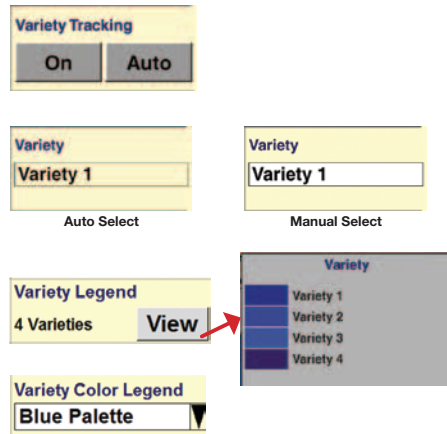 Variety Tracking
On Auto
Variety
Variety 1
Auto Select
Variety
Variety 1
Manual Select
Variety Legend
4 Varieties View
Variety
Variety 1
Variety 2
Variety 3
Variety 4
Variety Color Legend
Blue Palette